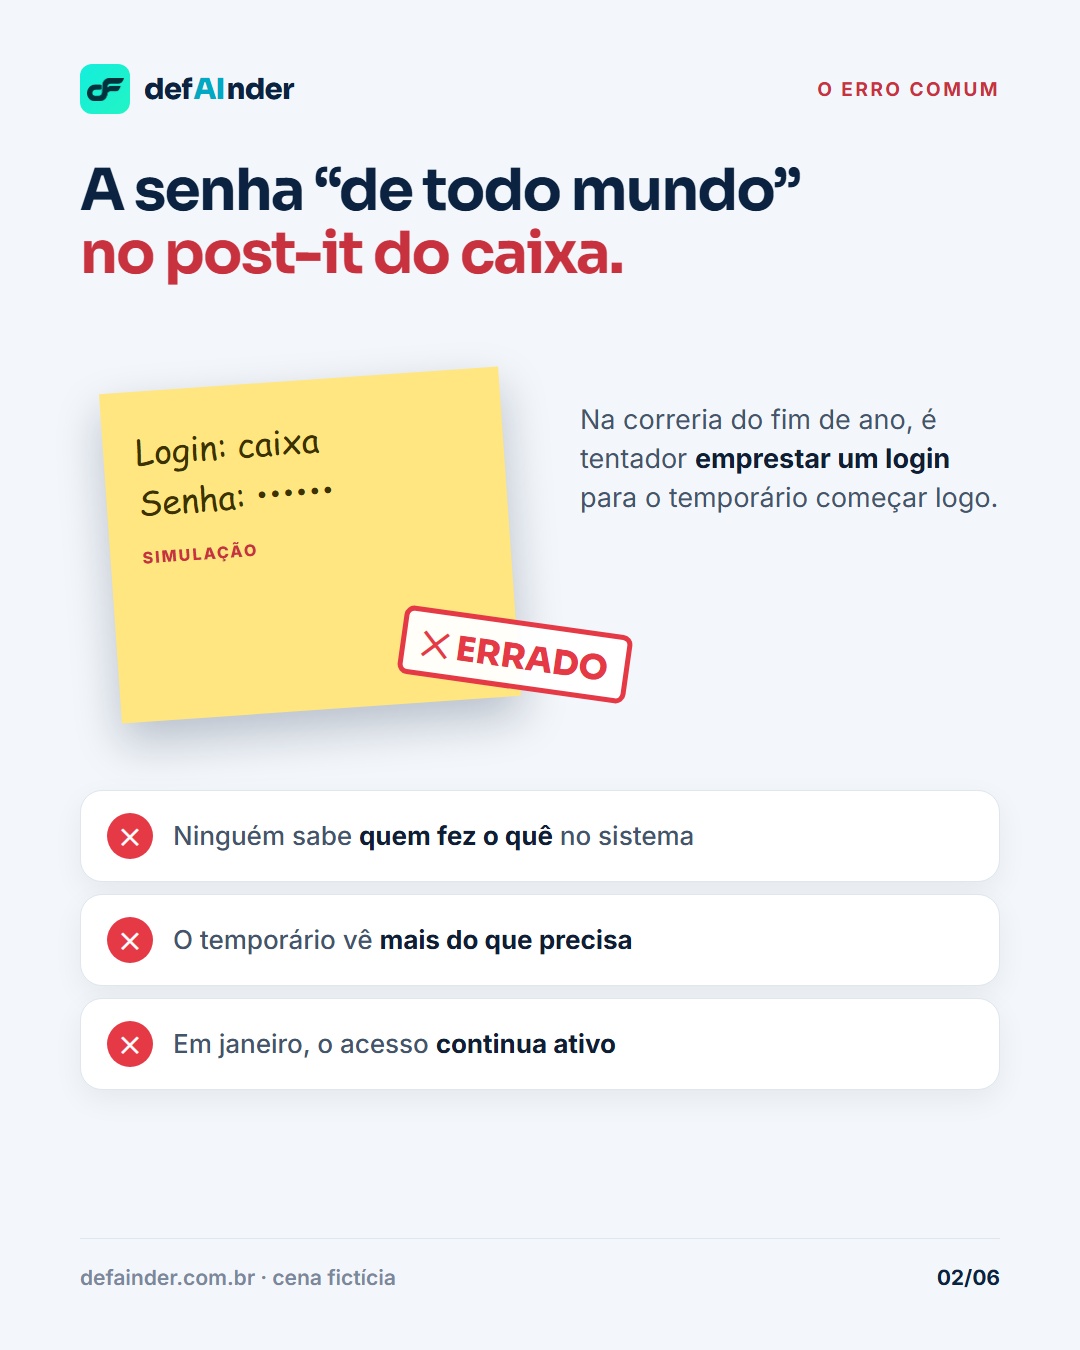 defAInder
O ERRO COMUM
A senha “de todo mundo”
no post-it do caixa.
Login: caixa
Senha: ••••••
SIMULAÇÃO
ERRADO
Na correria do fim de ano, é
tentador emprestar um login
para o temporário começar logo.
Ninguém sabe quem fez o quê no sistema
O temporário vê mais do que precisa
Em janeiro, o acesso continua ativo
defainder.com.br · cena fictícia
02/06